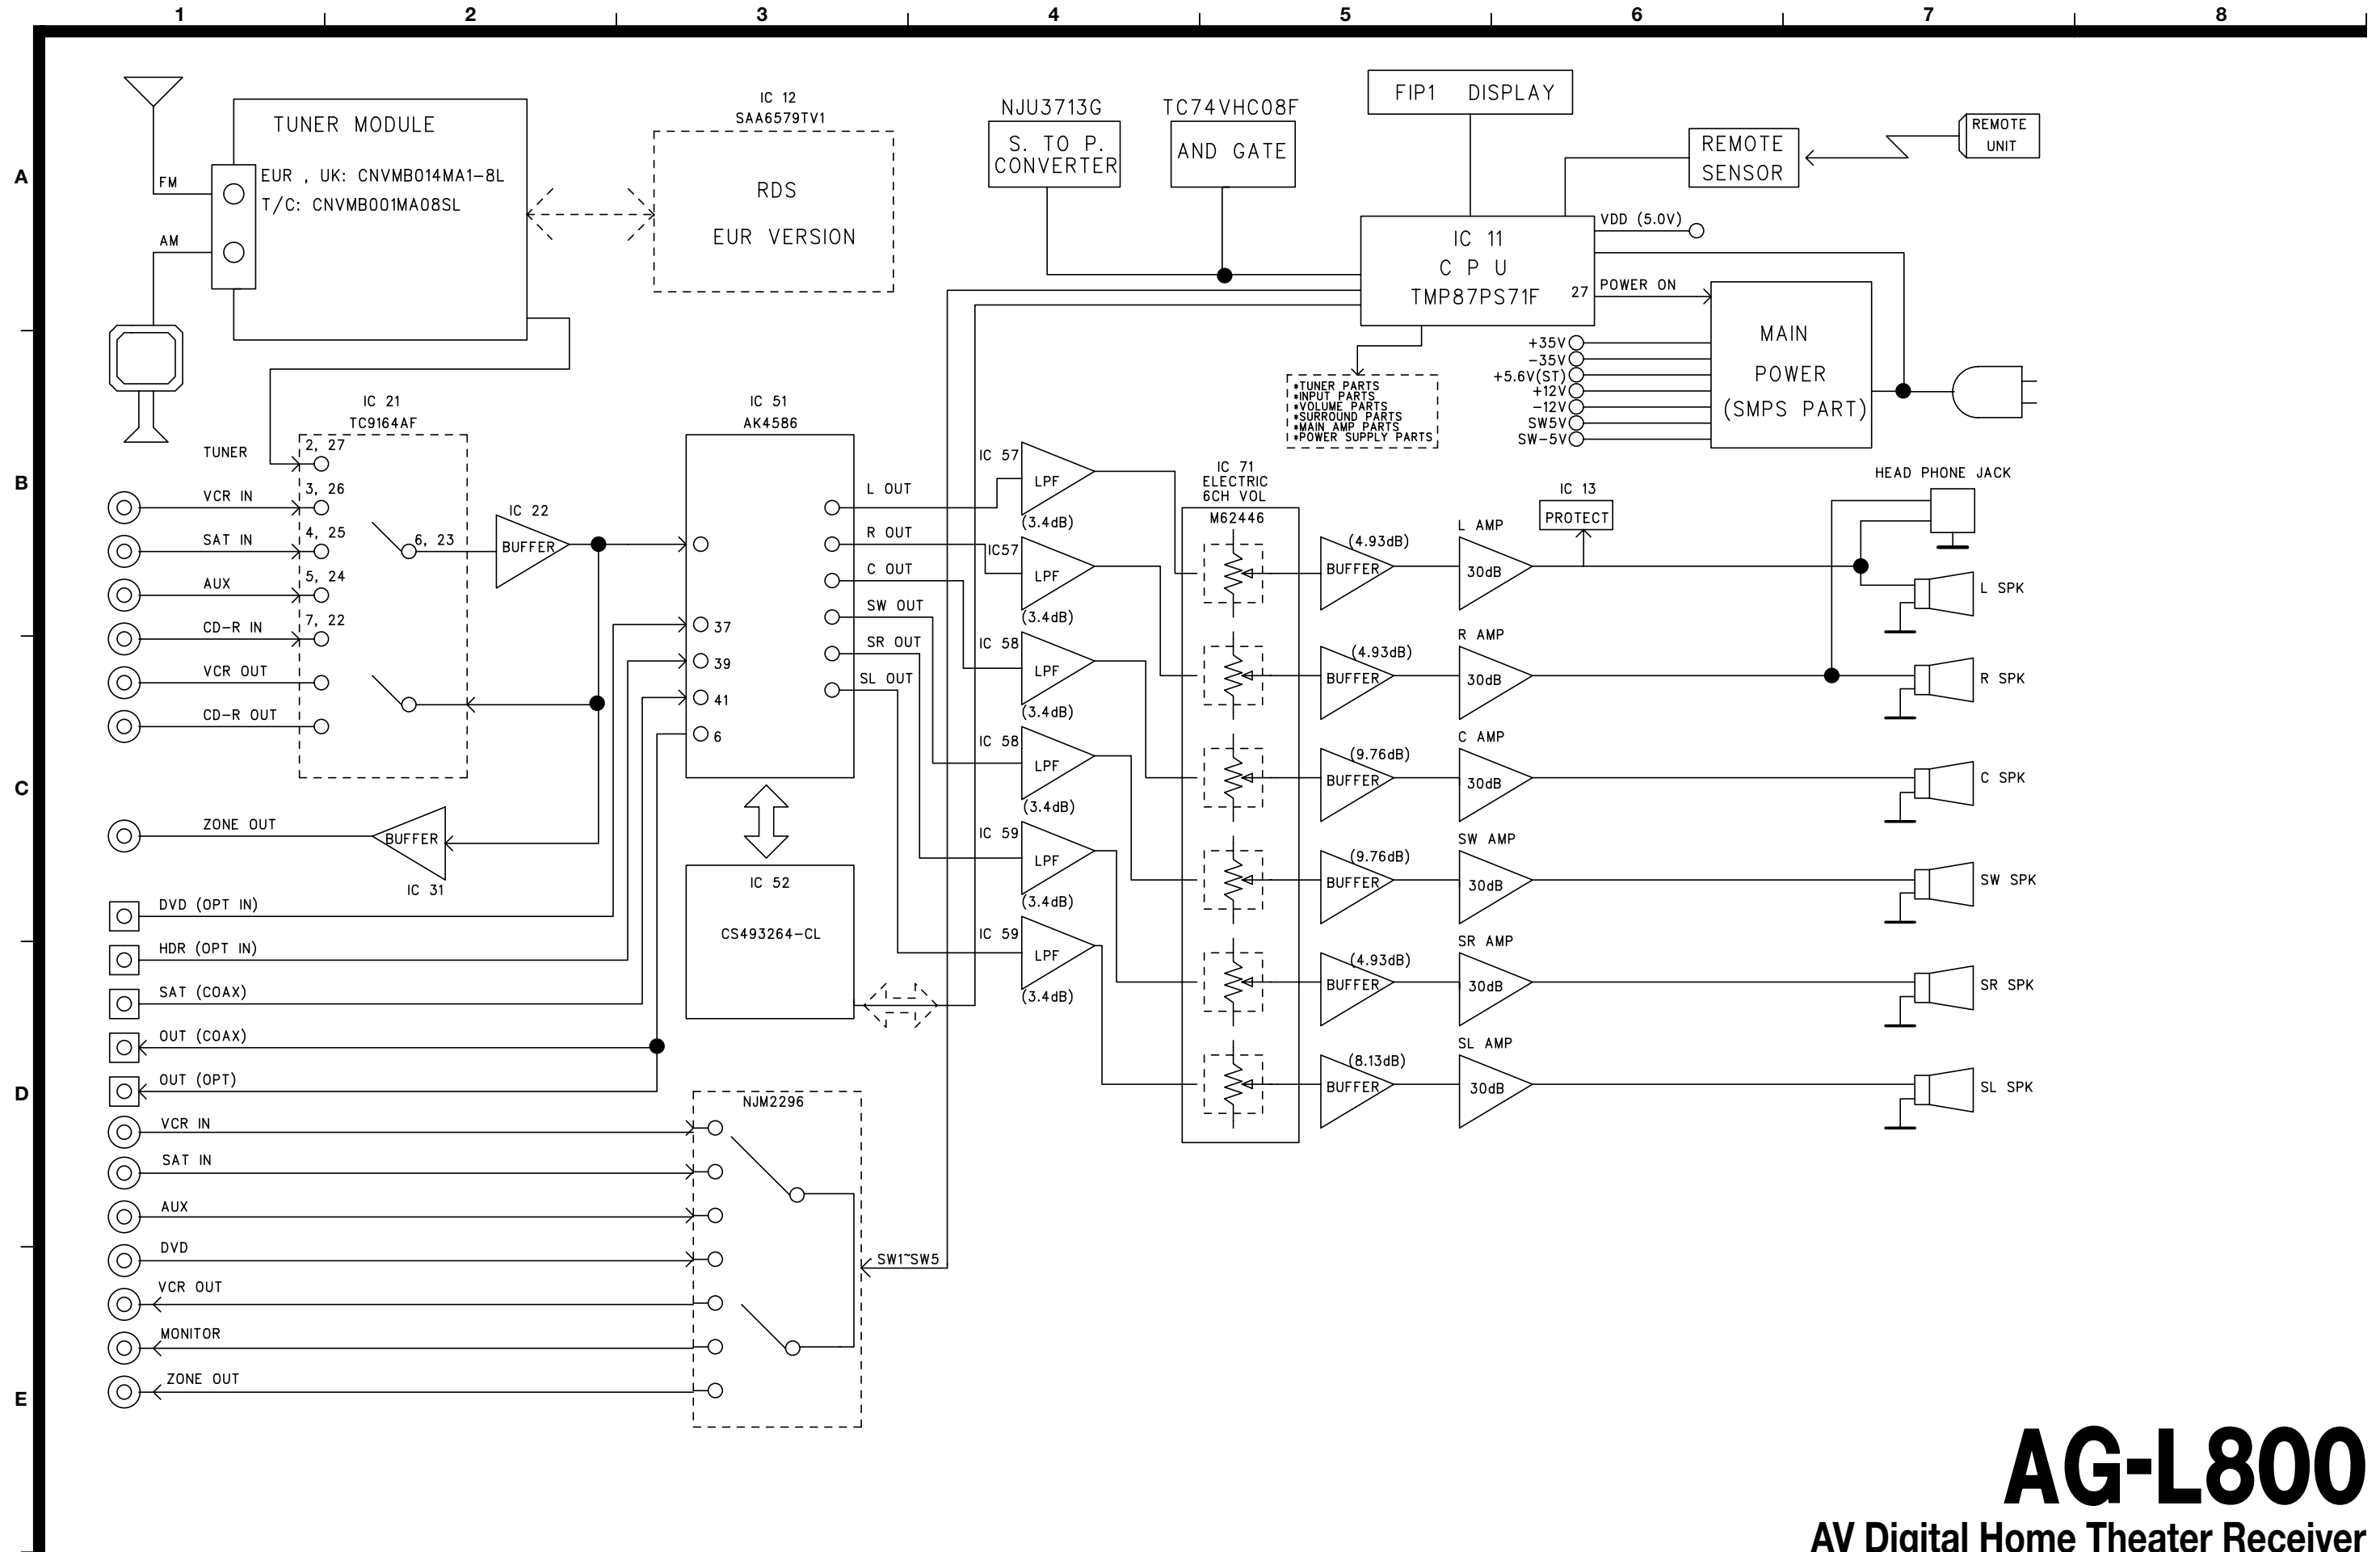 1 2 3 4 5 6 7 8
A
B
C
D
E
TUNER MODULE
EUR , UK: CNVMB014MA1-8L
T/C: CNVMB001MA08SL
FM
AM
IC 12
SAA6579TV1
RDS
EUR VERSION
NJU3713G
S. TO P.
CONVERTER
TC74VHC08F
AND GATE
FIP1 DISPLAY
REMOTE
SENSOR
REMOTE
UNIT
IC 11
C P U
TMP87PS71F
27
VDD (5.0V)
POWER ON
MAIN
POWER
(SMPS PART)
+35V
-35V
+5.6V(ST)
+12V
-12V
SW5V
SW-5V
*TUNER PARTS
*INPUT PARTS
*VOLUME PARTS
*SURROUND PARTS
*MAIN AMP PARTS
*POWER SUPPLY PARTS
IC 21
TC9164AF
TUNER
2, 27
VCR IN
3, 26
SAT IN
4, 25
AUX
5, 24
CD-R IN
7, 22
VCR OUT
CD-R OUT
6, 23
IC 22
BUFFER
ZONE OUT
BUFFER
IC 31
IC 51
AK4586
37
39
41
6
L OUT
R OUT
C OUT
SW OUT
SR OUT
SL OUT
IC 52
CS493264-CL
DVD (OPT IN)
HDR (OPT IN)
SAT (COAX)
OUT (COAX)
OUT (OPT)
IC 57
LPF
(3.4dB)
IC57
LPF
(3.4dB)
IC 58
LPF
(3.4dB)
IC 58
LPF
(3.4dB)
IC 59
LPF
(3.4dB)
IC 59
LPF
(3.4dB)
IC 71
ELECTRIC
6CH VOL
M62446
(4.93dB)
BUFFER
L AMP
30dB
IC 13
PROTECT
HEAD PHONE JACK
L SPK
(4.93dB)
BUFFER
R AMP
30dB
R SPK
(9.76dB)
BUFFER
C AMP
30dB
C SPK
(9.76dB)
BUFFER
SW AMP
30dB
SW SPK
(4.93dB)
BUFFER
SR AMP
30dB
SR SPK
(8.13dB)
BUFFER
SL AMP
30dB
SL SPK
NJM2296
VCR IN
SAT IN
AUX
DVD
VCR OUT
MONITOR
ZONE OUT
SW1~SW5
AG-L800
AV Digital Home Theater Receiver